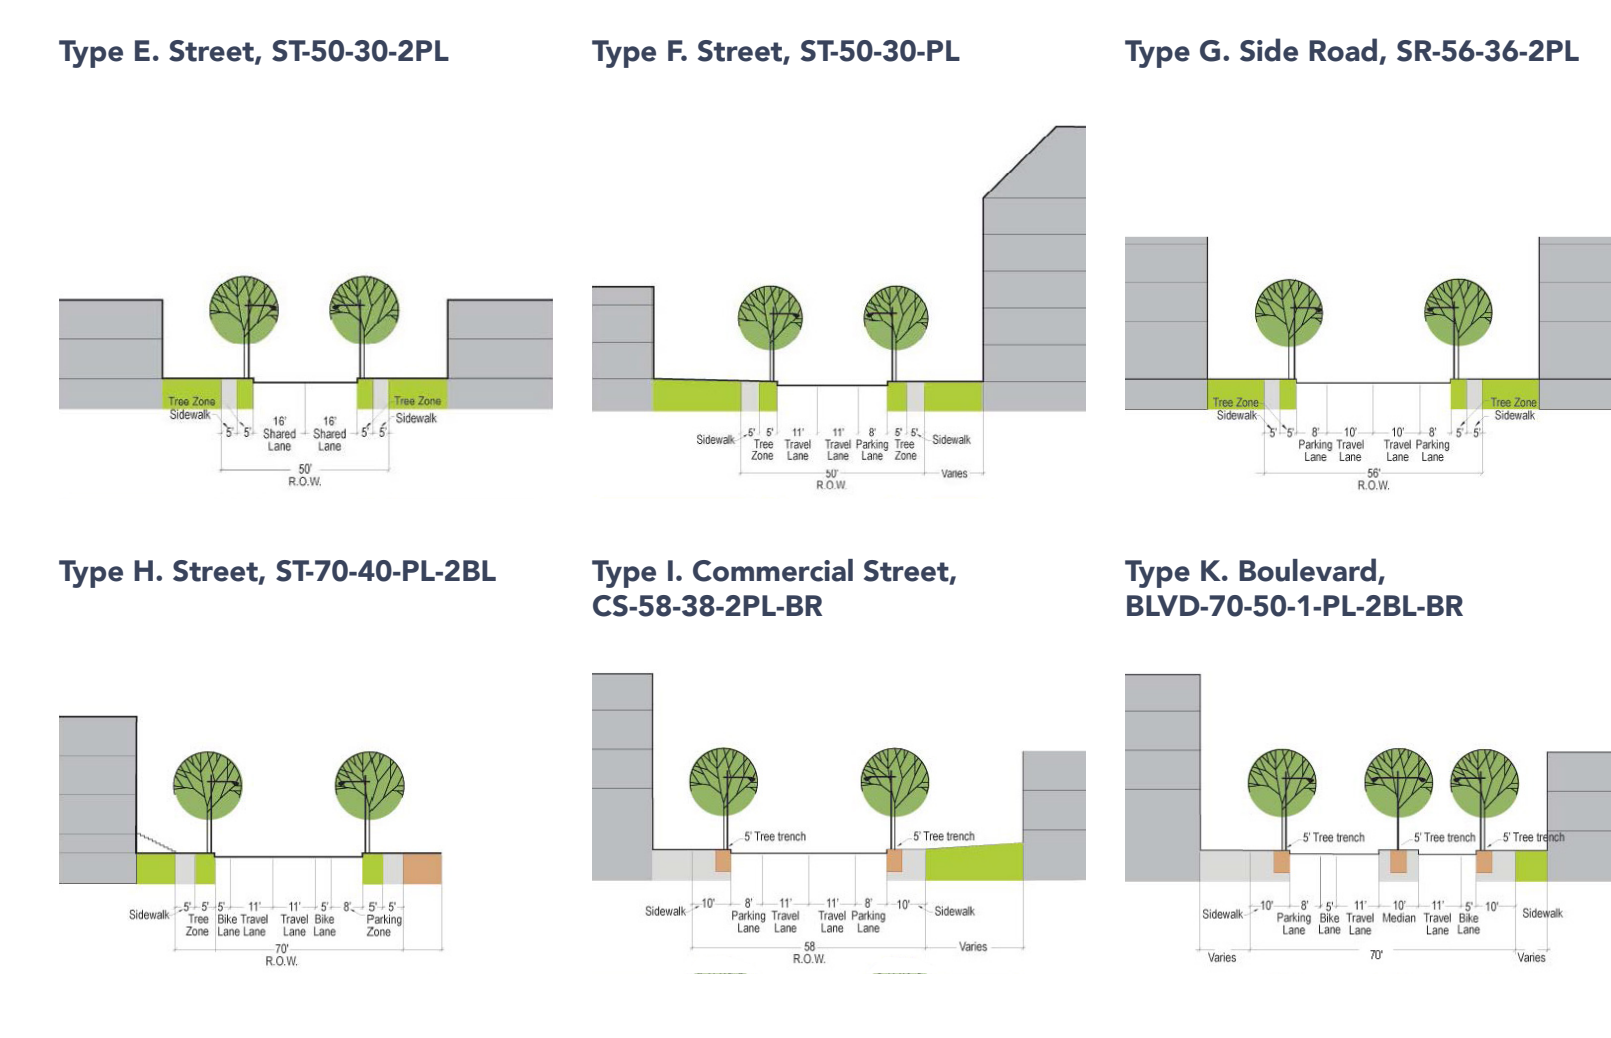 Type E. Street, ST-50-30-2PL
Tree Zone
Sidewalk
5' 5' 16' Shared Lane 16' Shared Lane 5' 5'
Tree Zone
Sidewalk
50'
R.O.W.
Type F. Street, ST-50-30-PL
Sidewalk 5' 5' 11' 11' 8' 5' 5' Sidewalk
Tree Travel Travel Parking Tree
Zone Lane Lane Lane Zone
50' Varies
R.O.W.
Type G. Side Road, SR-56-36-2PL
Tree Zone Tree Zone
Sidewalk Sidewalk
5' 5' 8' 10' 10' 8' 5' 5'
Parking Travel Travel Parking
Lane Lane Lane Lane
56'
R.O.W.
Type H. Street, ST-70-40-PL-2BL
5' 5' 5' 11' 11' 5' 8' 5' 5'
Sidewalk Tree Bike Travel Travel Bike Parking
Zone Lane Lane Lane Lane Zone
70'
R.O.W.
Type I. Commercial Street,
CS-58-38-2PL-BR
5' Tree trench 5' Tree trench
Sidewalk 10' 8' 11' 11' 8' 10' Sidewalk
Parking Travel Travel Parking
Lane Lane Lane Lane
58 Varies
R.O.W.
Type K. Boulevard,
BLVD-70-50-1-PL-2BL-BR
5' Tree trench 5' Tree trench 5' Tree trench
10' 8' 5' 11' 10' 11' 5' 10'
Sidewalk Parking Bike Travel Median Travel Bike Sidewalk
Lane Lane Lane Lane Lane
Varies 70' Varies